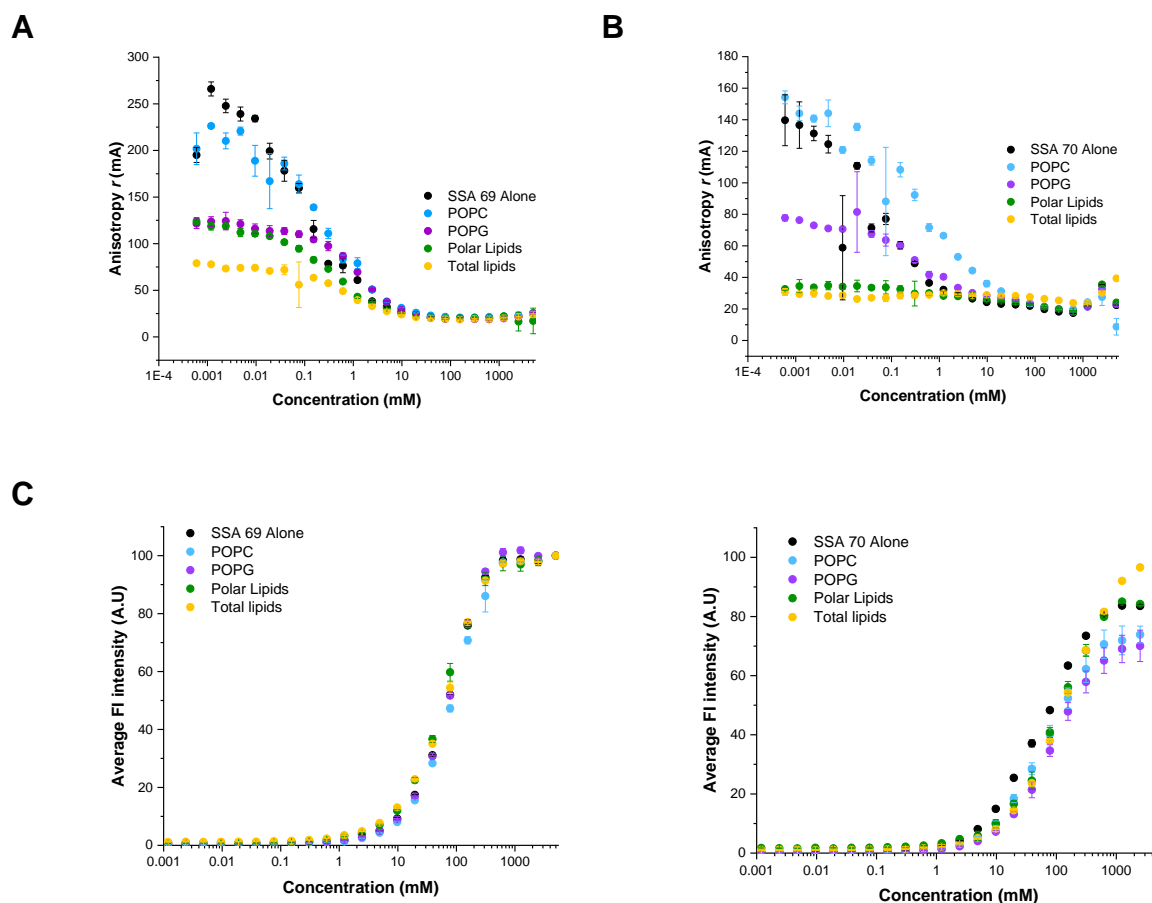 A
B
300
250
200
150
100
50
0
Anisotropy r (mA)
1E-4 0.001 0.01 0.1 1 10 100 1000
Concentration (mM)
SSA 69 Alone
POPC
POPG
Polar Lipids
Total lipids
180
160
140
120
100
80
60
40
20
0
Anisotropy r (mA)
1E-4 0.001 0.01 0.1 1 10 100 1000
Concentration (mM)
SSA 70 Alone
POPC
POPG
Polar Lipids
Total lipids
C
SSA 69 Alone
POPC
POPG
Polar Lipids
Total lipids
100
80
60
40
20
0
Average FI intensity (A.U)
0.001 0.01 0.1 1 10 100 1000
Concentration (mM)
SSA 70 Alone
POPC
POPG
Polar Lipids
Total lipids
100
80
60
40
20
0
Average FI intensity (A.U)
0.001 0.01 0.1 1 10 100 1000
Concentration (mM)